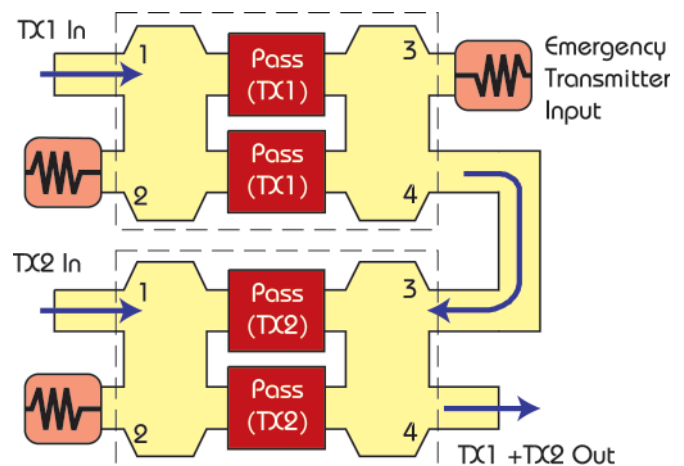 TX1 In
1
Pass
(TX1)
3
Emergency
Transmitter
Input
Pass
(TX1)
2
4
TX2 In
1
Pass
(TX2)
3
Pass
(TX2)
2
4
TX1 +TX2 Out